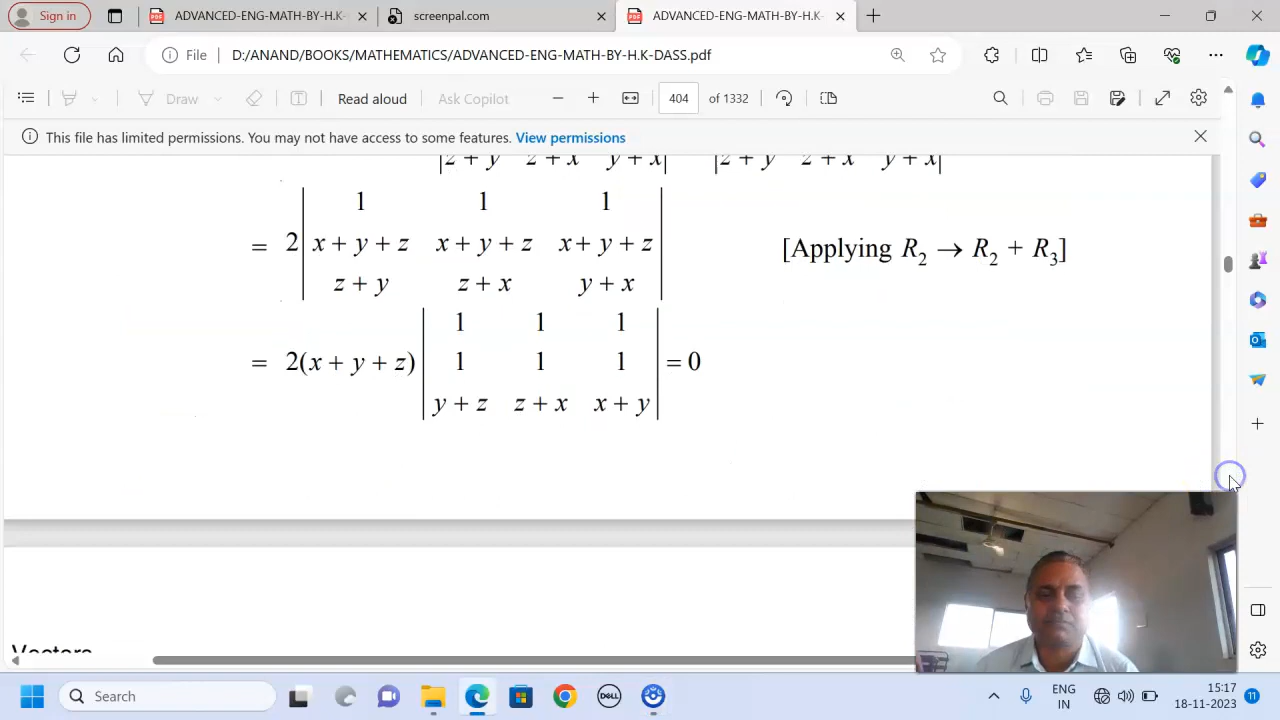 Sign in
ADVANCED-ENG-MATH-BY-H.K-
screenpal.com
ADVANCED-ENG-MATH-BY-H.K-
File D:/ANAND/BOOKS/MATHEMATICS/ADVANCED-ENG-MATH-BY-H.K-DASS.pdf
Draw Read aloud Ask Copilot 404 of 1332
This file has limited permissions. You may not have access to some features. View permissions
|z + y z + x y + x| |z + y z + x y + x|
1 1 1
= 2 | x + y + z x + y + z x + y + z | [Applying R₂ → R₂ + R₃]
z + y z + x y + x
1 1 1
= 2(x + y + z) | 1 1 1 | = 0
y + z z + x x + y
Vectors
Search
ENG
IN
15:17
18-11-2023
DELL
11